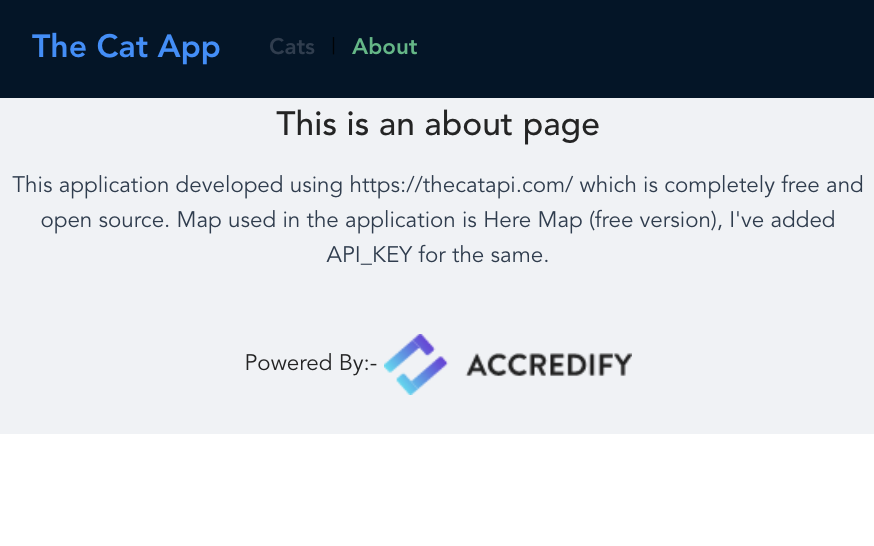 The Cat App Cats | About
This is an about page
This application developed using https://thecatapi.com/ which is completely free and
open source. Map used in the application is Here Map (free version), I've added
API_KEY for the same.
Powered By:- ACCREDIFY